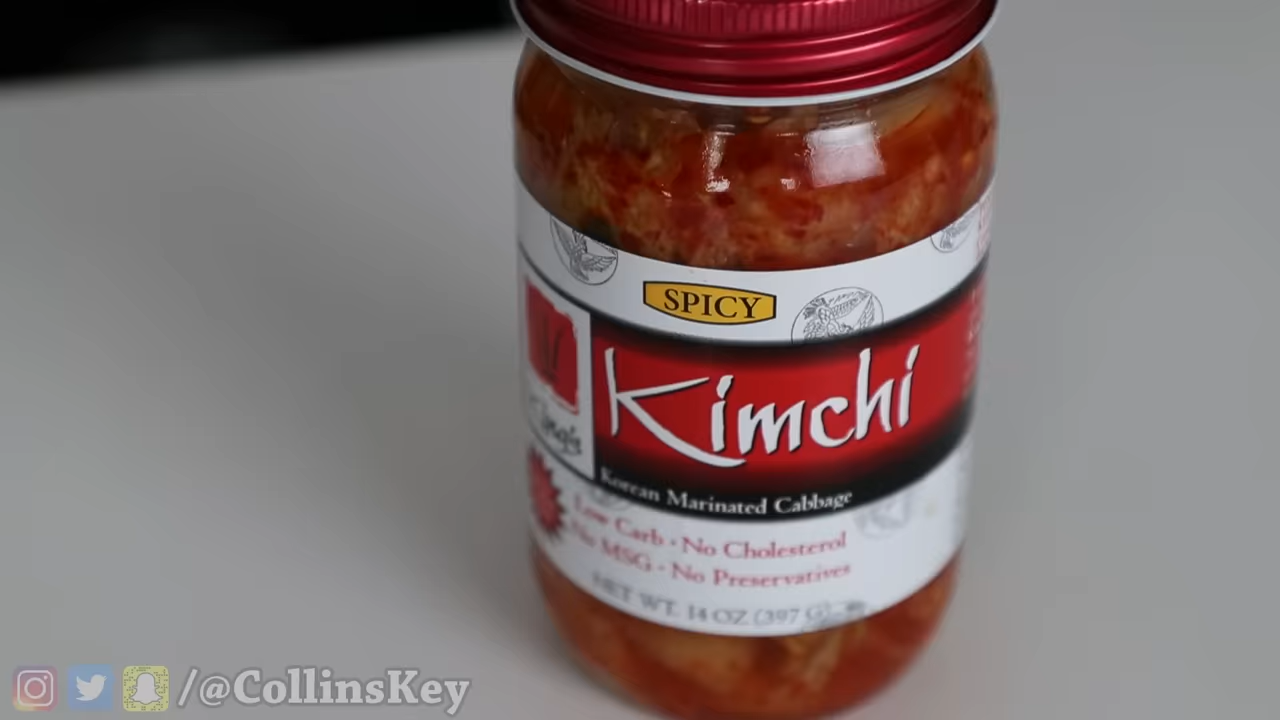 SPICY
Kimchi
King's
Korean Marinated Cabbage
Low Carb • No Cholesterol
No MSG • No Preservatives
NET WT. 14 OZ (397 G)
/@CollinsKey